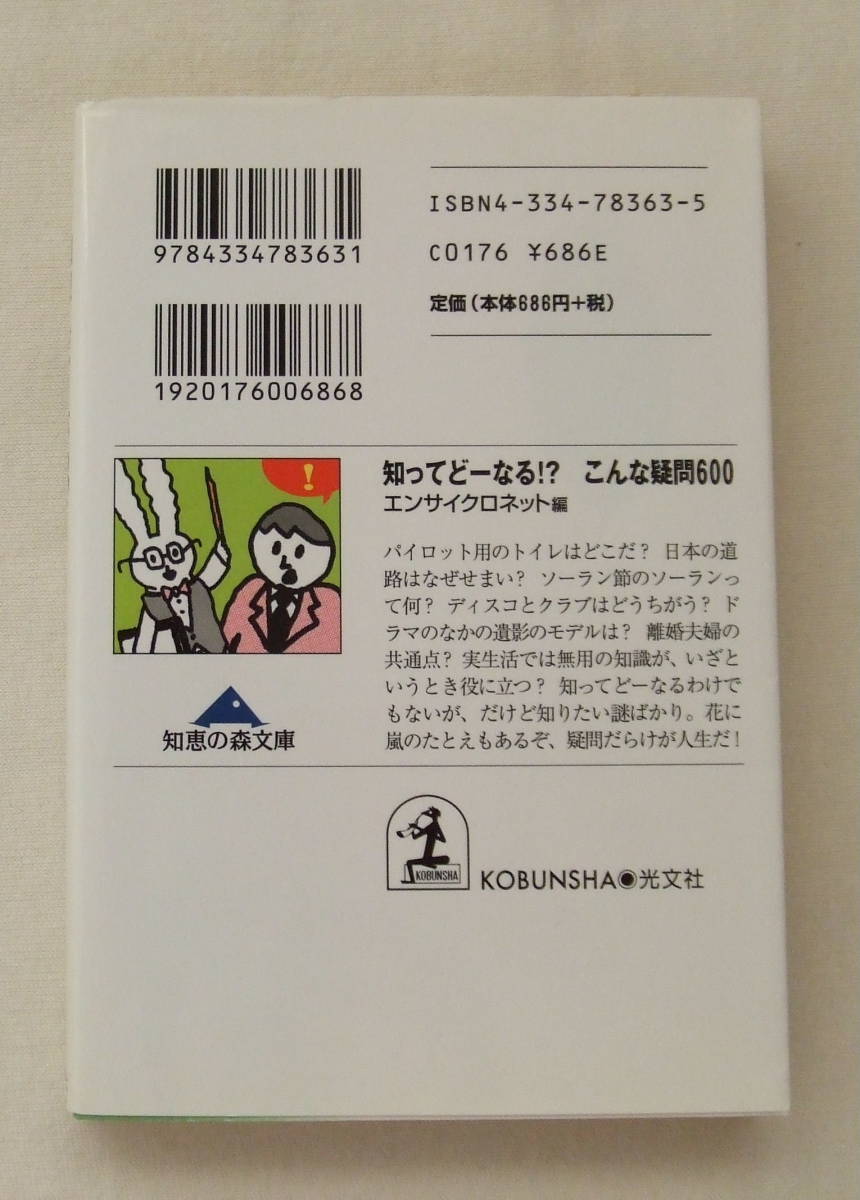 9784334783631
ISBN4-334-78363-5
C0176 ¥686E
定価(本体686円+税)
1920176006868
!
知ってどーなる!? こんな疑問600
エンサイクロネット編
パイロット用のトイレはどこだ? 日本の道
路はなぜせまい? ソーラン節のソーランっ
て何? ディスコとクラブはどうちがう? ド
ラマのなかの遺影のモデルは? 離婚夫婦の
共通点? 実生活では無用の知識が、いざと
いうとき役に立つ? 知ってどーなるわけで
もないが、だけど知りたい謎ばかり。花に
嵐のたとえもあるぞ、疑問だらけが人生だ!
知恵の森文庫
KOBUNSHA
KOBUNSHA◉光文社